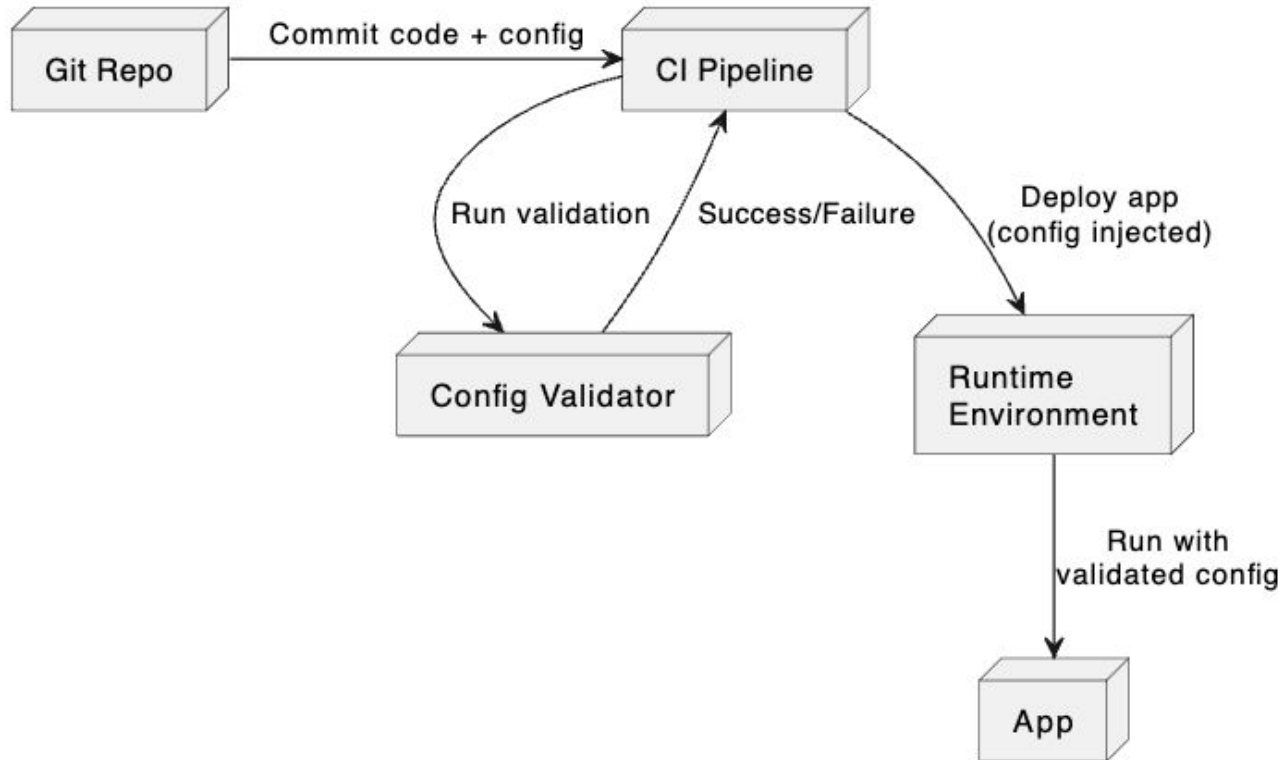 Commit code + config
Git Repo
CI Pipeline
Run validation
Success/Failure
Deploy app
(config injected)
Config Validator
Runtime
Environment
Run with
validated config
App